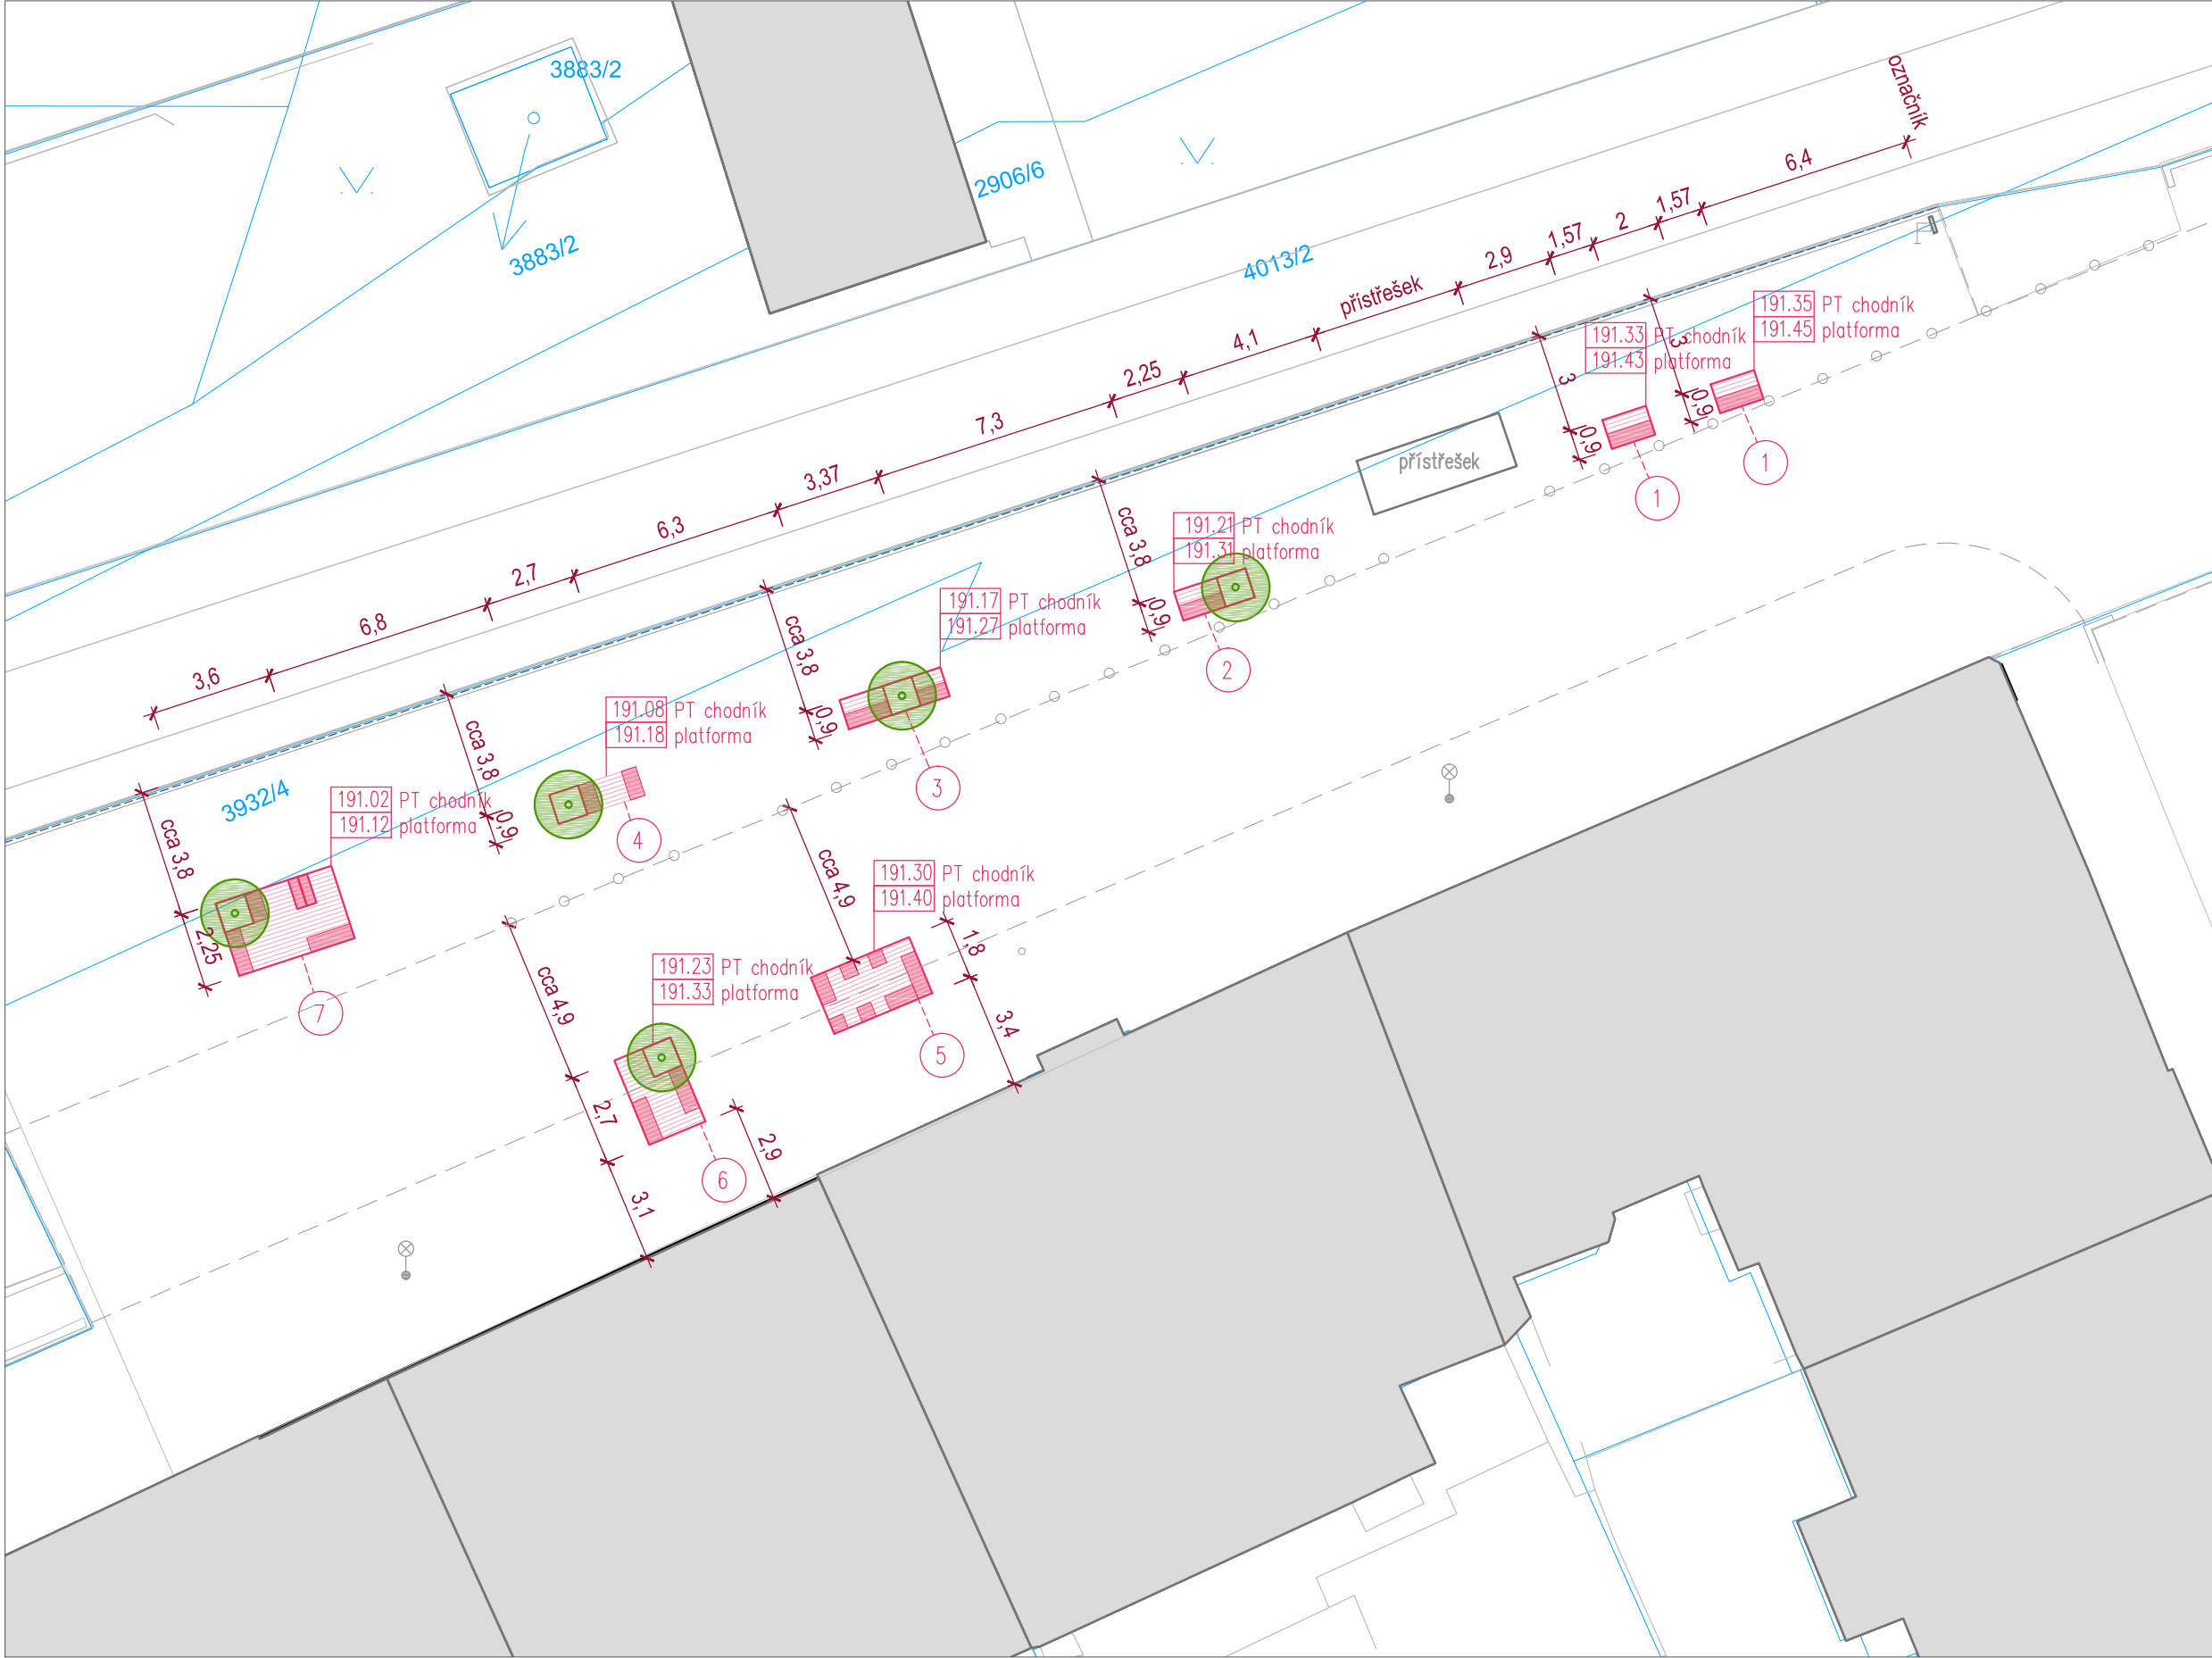 3883/2
3883/2
2906/6
4013/2
označník
6,4
1,57
2
1,57
2,9
přístřešek
4,1
2,25
7,3
3,37
6,3
2,7
6,8
3,6
191.35 PT chodník
191.45 platforma
191.33 PT chodník
191.43 platforma
3
0,9
3
0,9
1
1
přístřešek
191.21 PT chodník
191.31 platforma
cca 3,8
0,9
2
191.17 PT chodník
191.27 platforma
cca 3,8
0,9
3
191.08 PT chodník
191.18 platforma
cca 3,8
0,9
4
3932/4
191.02 PT chodník
191.12 platforma
cca 3,8
2,25
7
191.30 PT chodník
191.40 platforma
cca 4,9
1,8
3,4
5
191.23 PT chodník
191.33 platforma
cca 4,9
2,7
3,1
2,9
6